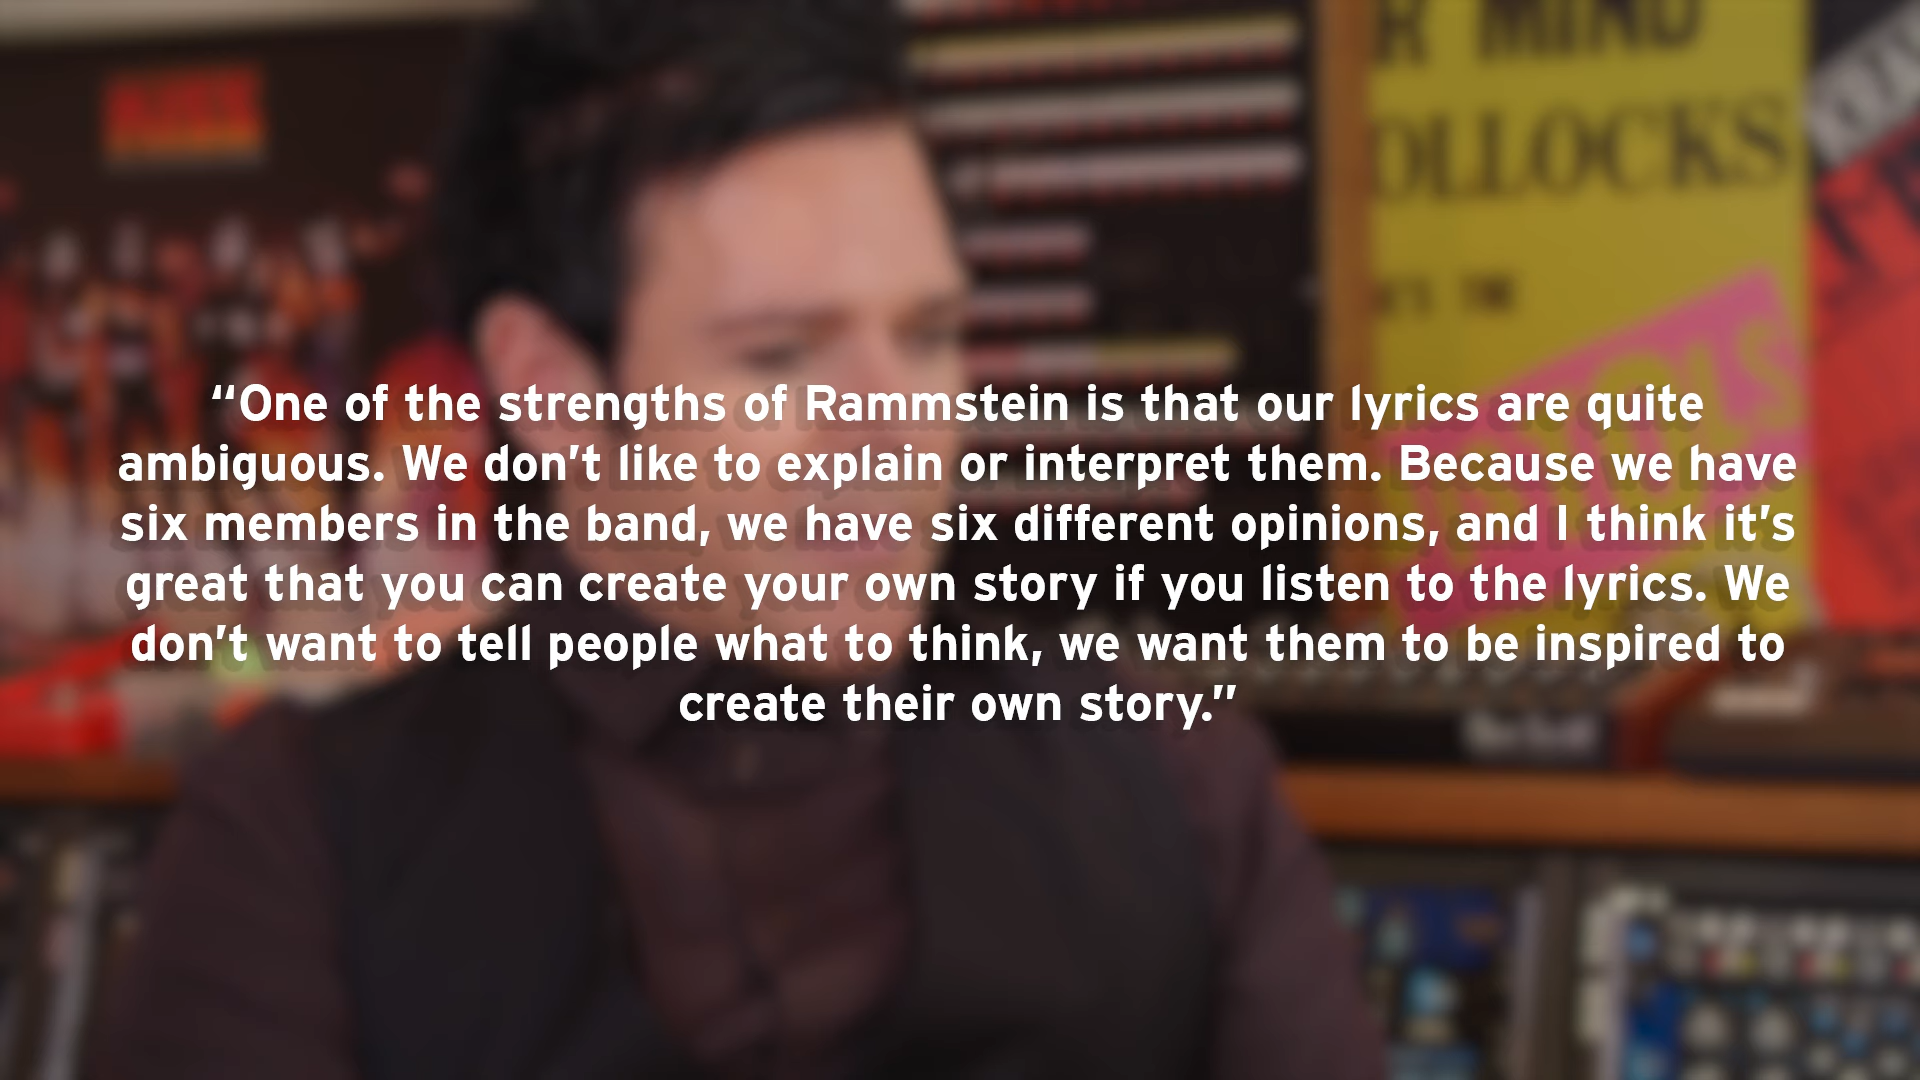 R MIND
OLLOCKS
“One of the strengths of Rammstein is that our lyrics are quite
ambiguous. We don’t like to explain or interpret them. Because we have
six members in the band, we have six different opinions, and I think it’s
great that you can create your own story if you listen to the lyrics. We
don’t want to tell people what to think, we want them to be inspired to
create their own story.”